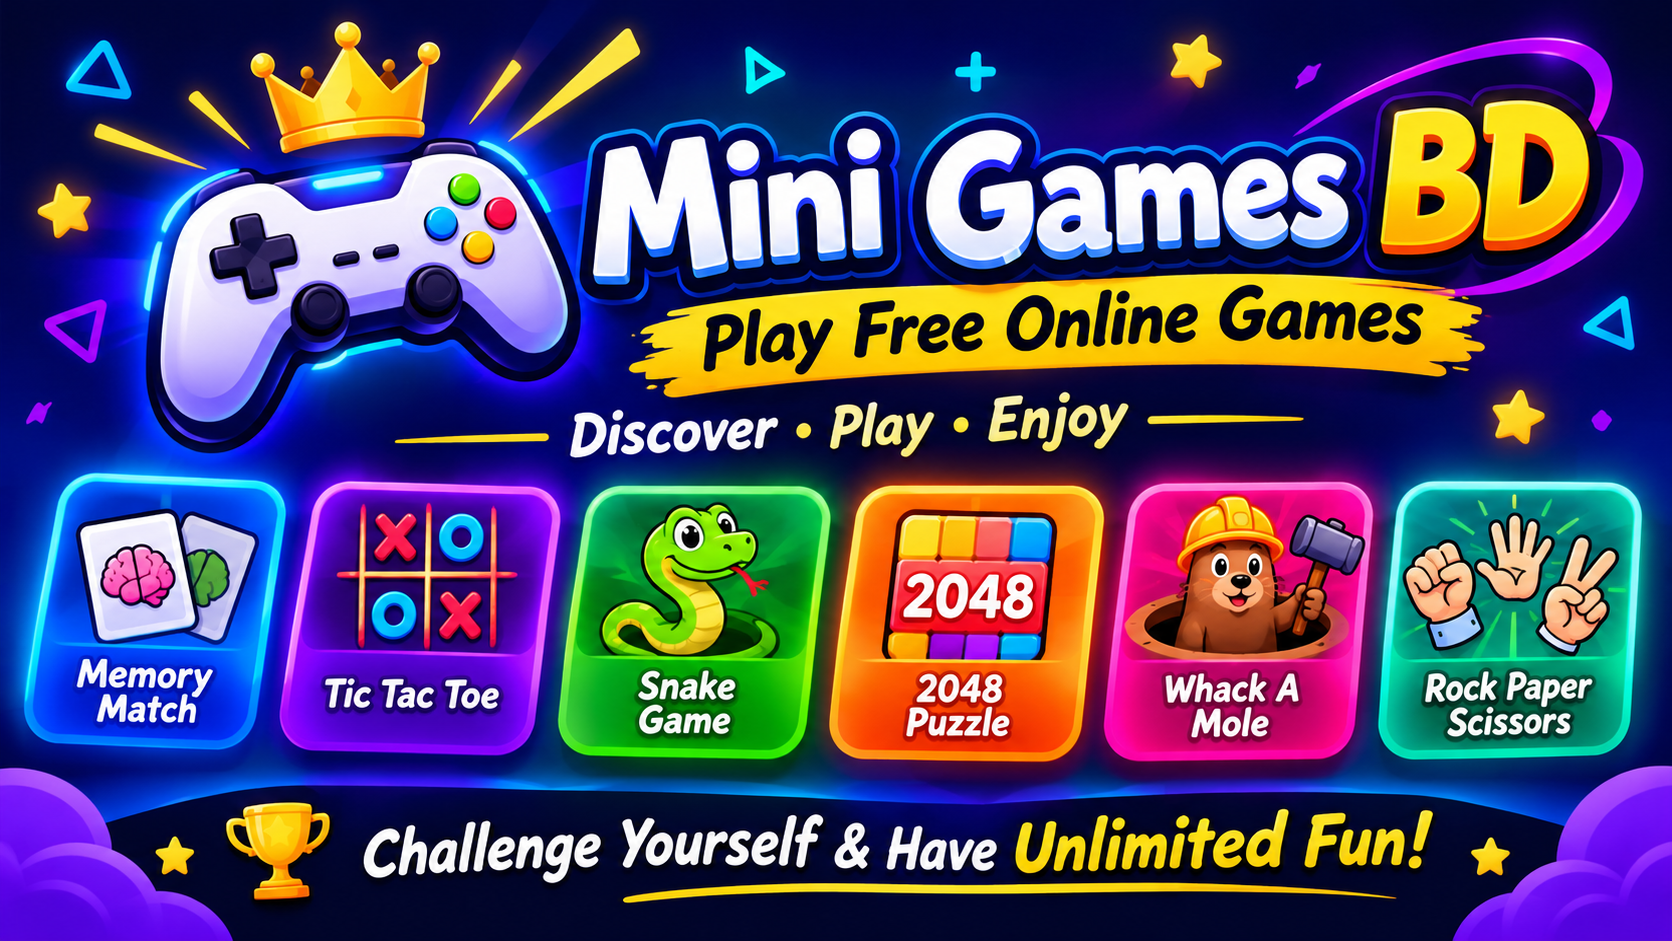 Mini Games BD
Play Free Online Games
Discover • Play • Enjoy
Memory
Match
Tic Tac Toe
Snake
Game
2048
2048
Puzzle
Whack A
Mole
Rock Paper
Scissors
Challenge Yourself & Have Unlimited Fun!